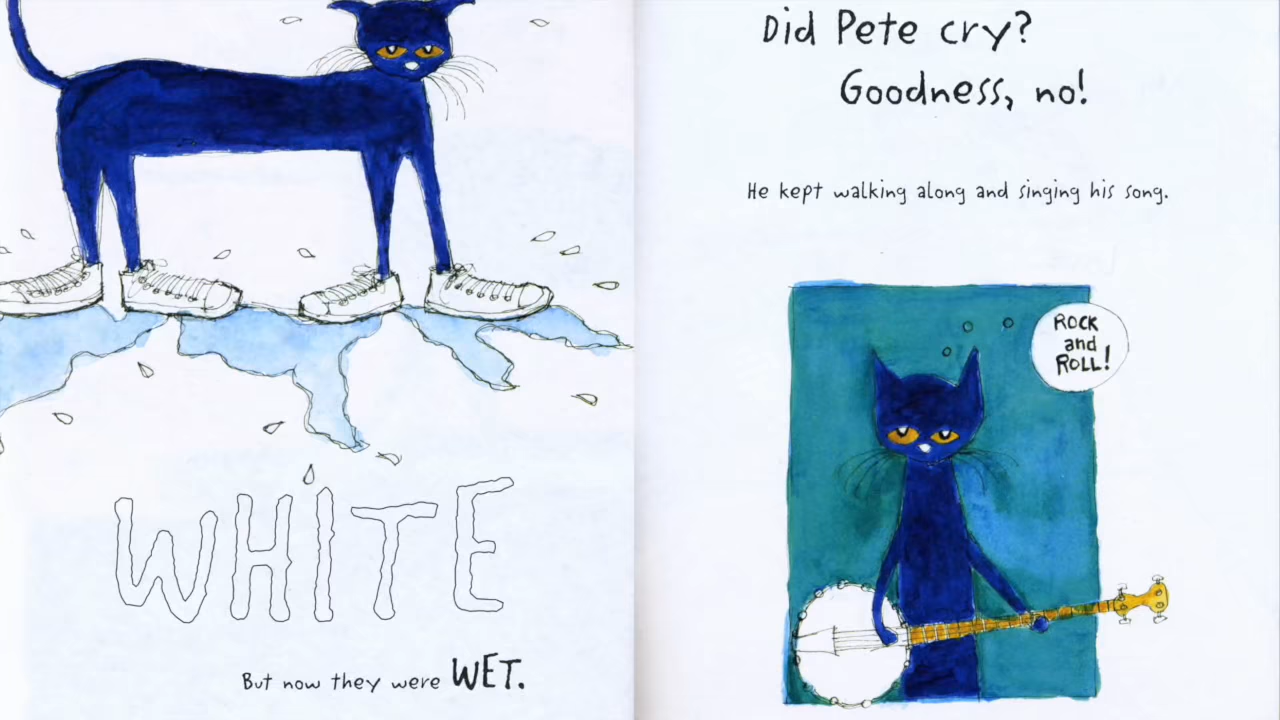 WHITE
But now they were WET.
Did Pete cry?
Goodness, no!
He kept walking along and singing his song.
ROCK
and
ROLL!